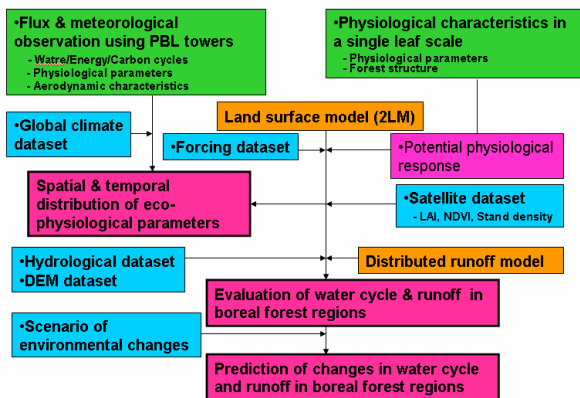 •Flux & meteorological
observation using PBL towers
- Watre/Energy/Carbon cycles
- Physiological parameters
- Aerodynamic characteristics
•Physiological characteristics in
a single leaf scale
- Physiological parameters
- Forest structure
•Global climate
dataset
Land surface model (2LM)
•Forcing dataset
•Potential physiological
response
Spatial & temporal
distribution of eco-
physiological parameters
•Satellite dataset
- LAI, NDVI, Stand density
•Hydrological dataset
•DEM dataset
Distributed runoff model
Evaluation of water cycle & runoff in
boreal forest regions
•Scenario of
environmental changes
Prediction of changes in water cycle
and runoff in boreal forest regions